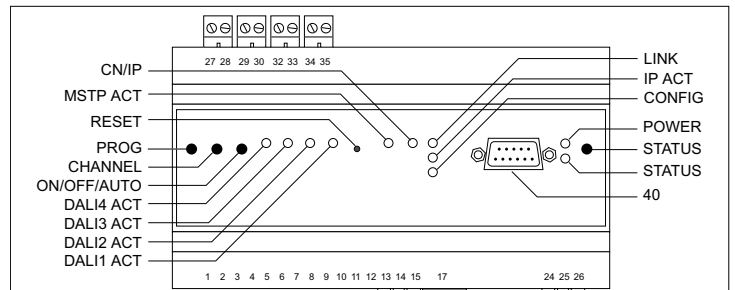 27 28 29 30 32 33 34 35
CN/IP
MSTP ACT
RESET
PROG
CHANNEL
ON/OFF/AUTO
DALI4 ACT
DALI3 ACT
DALI2 ACT
DALI1 ACT
LINK
IP ACT
CONFIG
POWER
STATUS
STATUS
40
1 2 3 4 5 6 7 8 9 10 11 12 13 14 15 17 24 25 26